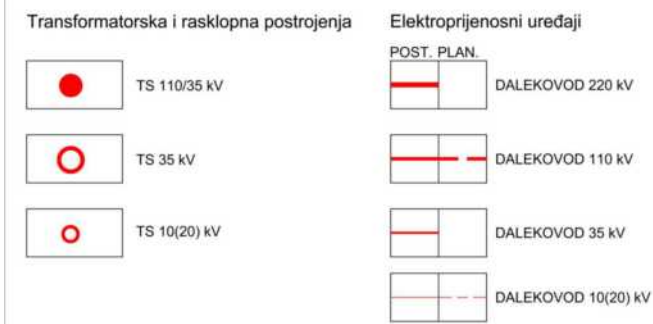 Transformatorska i rasklopna postrojenja
TS 110/35 kV
TS 35 kV
TS 10(20) kV
Elektroprijenosni uređaji
POST. PLAN.
DALEKOVOD 220 kV
DALEKOVOD 110 kV
DALEKOVOD 35 kV
DALEKOVOD 10(20) kV